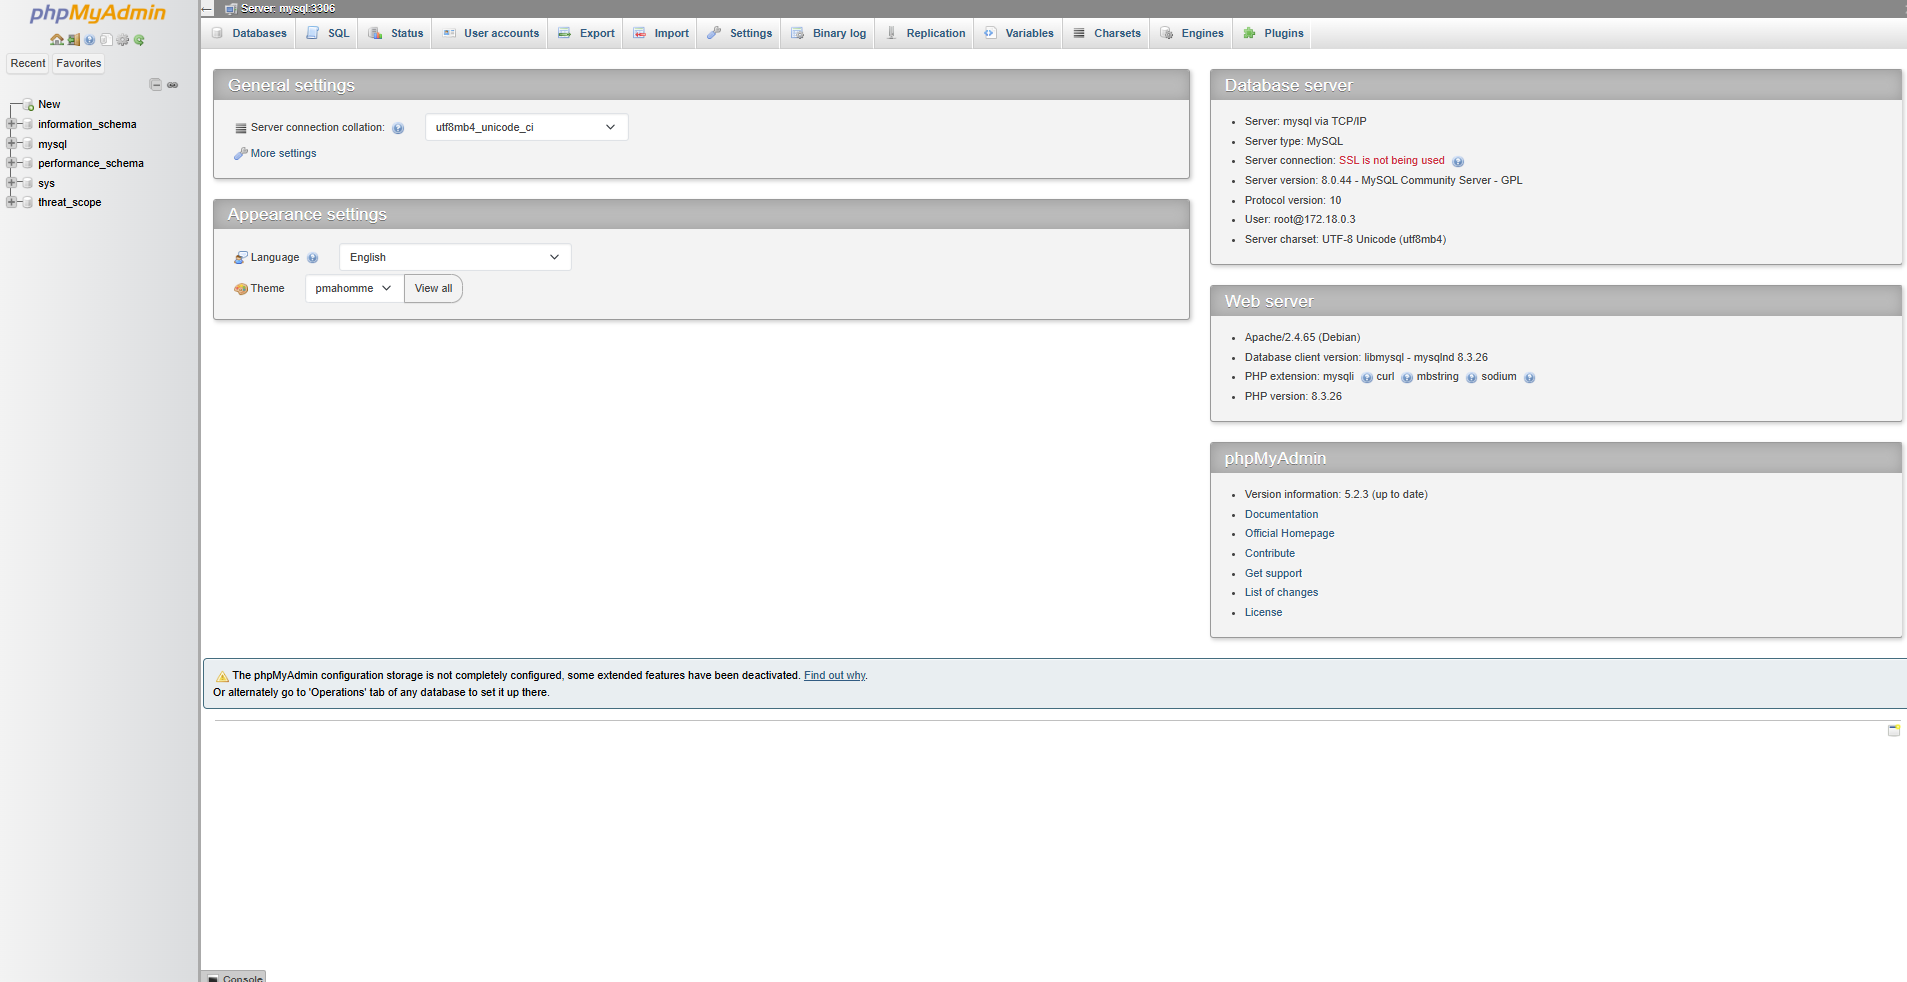 phpMyAdmin
Recent Favorites
New
information_schema
mysql
performance_schema
sys
threat_scope
Server: mysql:3306
Databases SQL Status User accounts Export Import Settings Binary log Replication Variables Charsets Engines Plugins
General settings
Server connection collation: utf8mb4_unicode_ci
More settings
Appearance settings
Language English
Theme pmahomme View all
Database server
Server: mysql via TCP/IP
Server type: MySQL
Server connection: SSL is not being used
Server version: 8.0.44 - MySQL Community Server - GPL
Protocol version: 10
User: root@172.18.0.3
Server charset: UTF-8 Unicode (utf8mb4)
Web server
Apache/2.4.65 (Debian)
Database client version: libmysql - mysqlnd 8.3.26
PHP extension: mysqli curl mbstring sodium
PHP version: 8.3.26
phpMyAdmin
Version information: 5.2.3 (up to date)
Documentation
Official Homepage
Contribute
Get support
List of changes
License
The phpMyAdmin configuration storage is not completely configured, some extended features have been deactivated. Find out why.
Or alternately go to 'Operations' tab of any database to set it up there.
Console